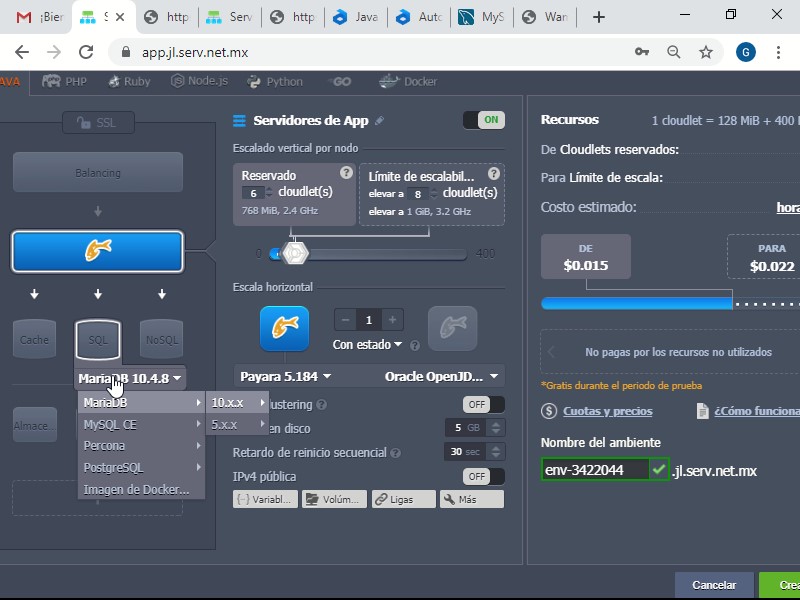 ¡Bier
http
Serv
http
Java
Auto
MyS
Wan
app.jl.serv.net.mx
G
AVA
PHP
Ruby
Node.js
Python
GO
Docker
SSL
Balancing
Cache
SQL
NoSQL
MariaDB 10.4.8
MariaDB
MySQL CE
Percona
PostgreSQL
Imagen de Docker...
10.x.x
5.x.x
Almace...
Servidores de App
ON
Escalado vertical por nodo
Reservado
6 cloudlet(s)
768 MiB, 2.4 GHz
Límite de escalabil...
elevar a 8 cloudlet(s)
elevar a 1 GiB, 3.2 GHz
0
400
Escala horizontal
1
Con estado
Payara 5.184
Oracle OpenJD...
lustering
OFF
en disco
5 GB
Retardo de reinicio secuencial
30 sec
IPv4 pública
OFF
Variabl...
Volúm...
Ligas
Más
Recursos
1 cloudlet = 128 MiB + 400
De Cloudlets reservados:
Para Límite de escala:
Costo estimado:
hora
DE
$0.015
PARA
$0.022
No pagas por los recursos no utilizados
*Gratis durante el periodo de prueba
Cuotas y precios
¿Cómo funciona
Nombre del ambiente
env-3422044
.jl.serv.net.mx
Cancelar
Crea